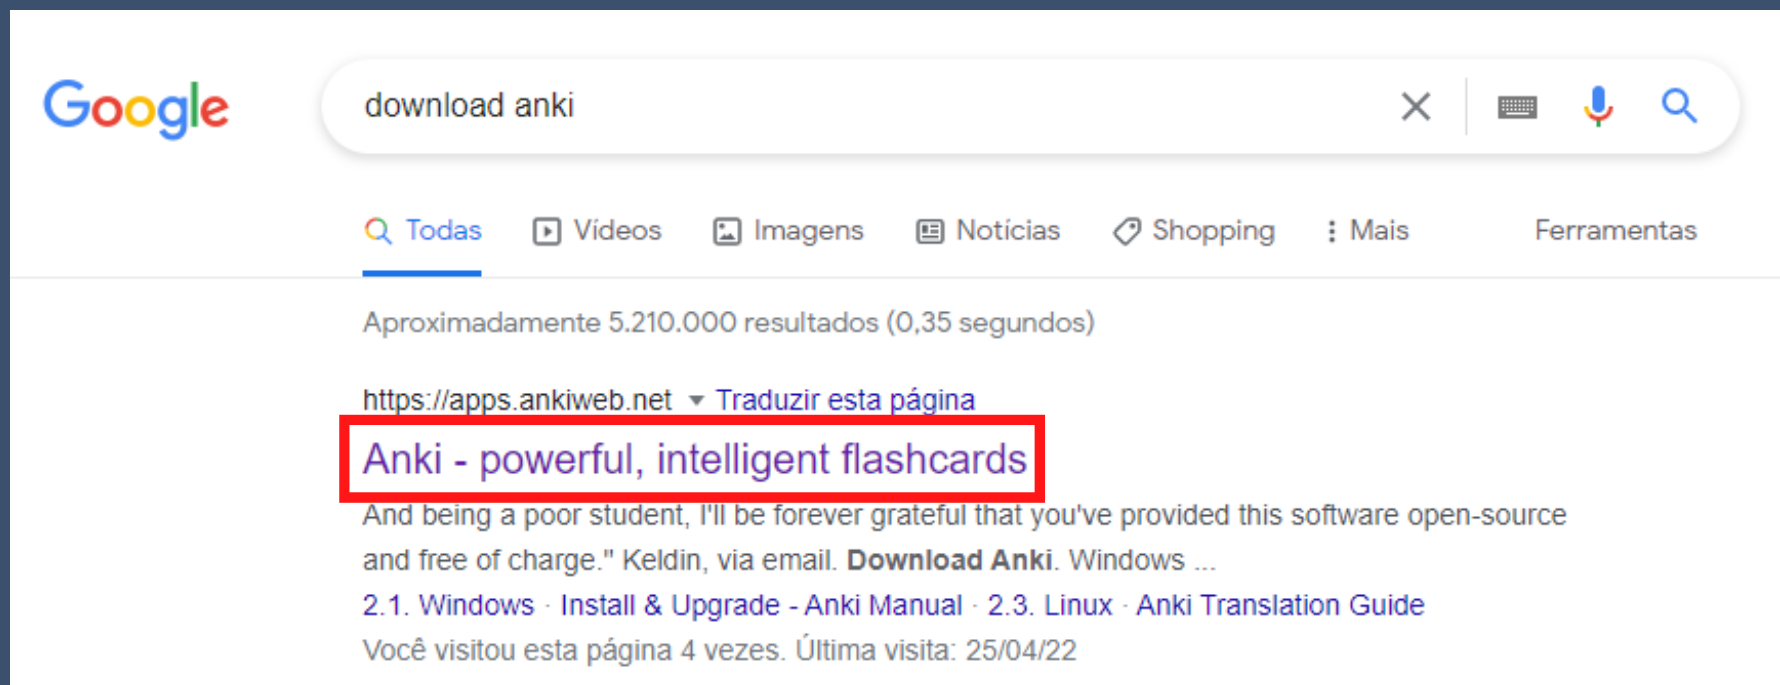 Google
download anki
Todas Vídeos Imagens Notícias Shopping Mais Ferramentas
Aproximadamente 5.210.000 resultados (0,35 segundos)
https://apps.ankiweb.net Traduzir esta página
Anki - powerful, intelligent flashcards
And being a poor student, I'll be forever grateful that you've provided this software open-source
and free of charge." Keldin, via email. Download Anki. Windows ...
2.1. Windows · Install & Upgrade - Anki Manual · 2.3. Linux · Anki Translation Guide
Você visitou esta página 4 vezes. Última visita: 25/04/22